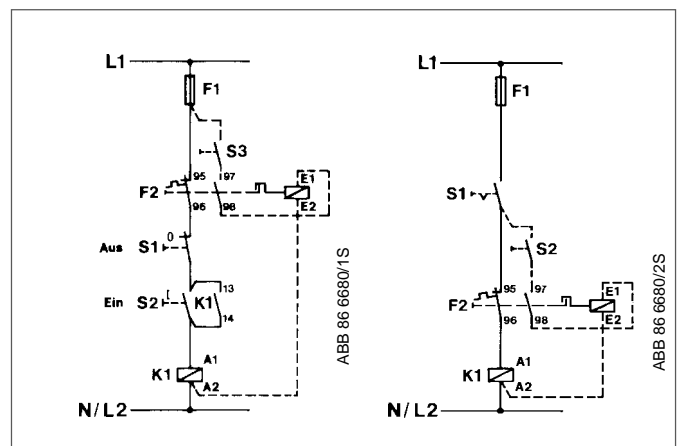 L1
F1
S3
95 97
F2
E1
E2
96 98
0
Aus S1
I
Ein S2 K1 13
14
K1 A1
A2
N/L2
ABB 86 6680/1S
L1
F1
S1
S2
95 97
F2
E1
E2
96 98
K1 A1
A2
N/L2
ABB 86 6680/2S